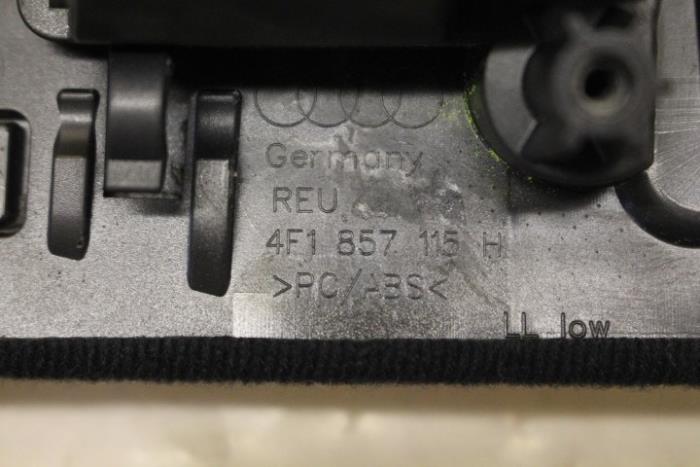 Germany
REU
4F1 857 115 H
>PC/ABS<
LL low